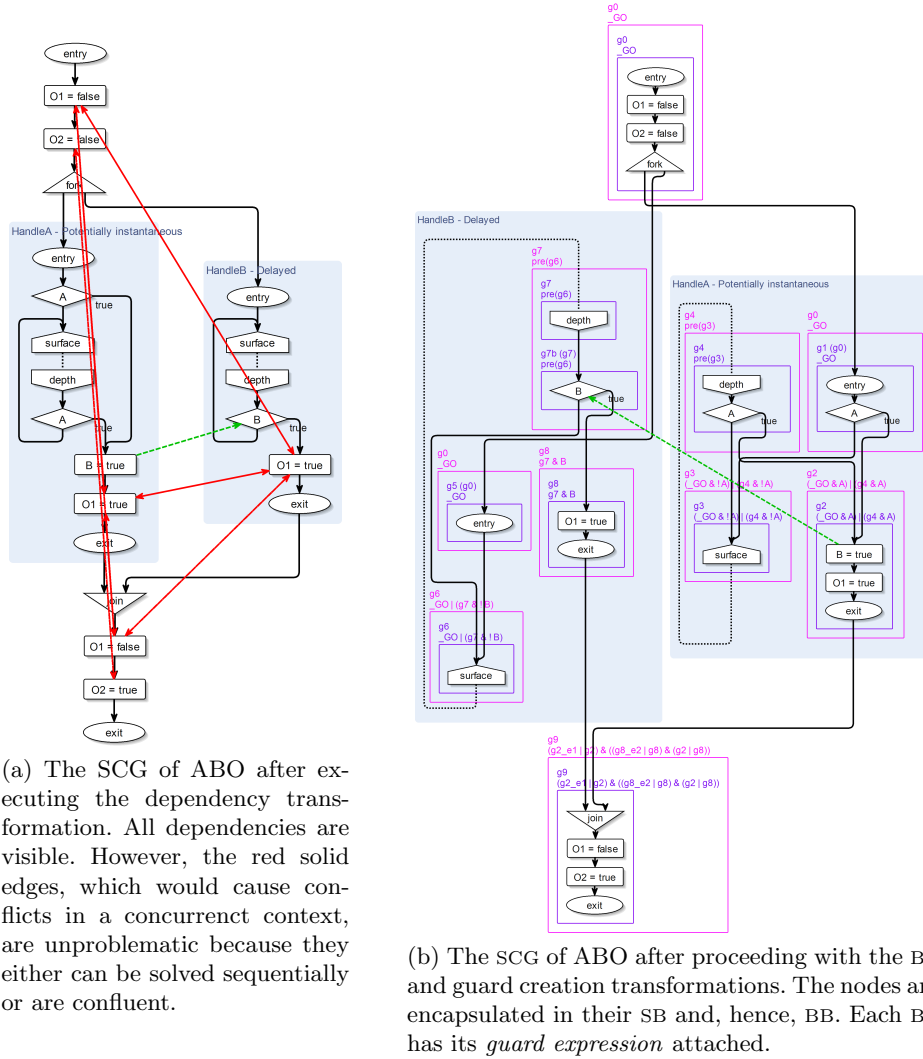 entry
O1 = false
O2 = false
fork
HandleA - Potentially instantaneous
entry
A
true
surface
depth
A
true
B = true
O1 = true
exit
HandleB - Delayed
entry
surface
depth
B
true
O1 = true
exit
join
O1 = false
O2 = true
exit
(a) The SCG of ABO after ex-
ecuting the dependency trans-
formation. All dependencies are
visible. However, the red solid
edges, which would cause con-
flicts in a concurrenct context,
are unproblematic because they
either can be solved sequentially
or are confluent.
g0
_GO
g0
_GO
entry
O1 = false
O2 = false
fork
HandleB - Delayed
g7
pre(g6)
g7
pre(g6)
depth
g7b (g7)
pre(g6)
B
true
g0
_GO
g5 (g0)
_GO
entry
g8
g7 & B
g8
g7 & B
O1 = true
exit
g6
_GO | (g7 & !B)
g6
_GO | (g7 & !B)
surface
HandleA - Potentially instantaneous
g4
pre(g3)
g4
pre(g3)
depth
A
true
g0
_GO
g1 (g0)
_GO
entry
A
true
g3
(_GO & !A) | (g4 & !A)
g3
(_GO & !A) | (g4 & !A)
surface
g2
(_GO & A) | (g4 & A)
g2
(_GO & A) | (g4 & A)
B = true
O1 = true
exit
g9
(g2_e1 | g2) & ((g8_e2 | g8) & (g2 | g8))
g9
(g2_e1 | g2) & ((g8_e2 | g8) & (g2 | g8))
join
O1 = false
O2 = true
exit
(b) The SCG of ABO after proceeding with the B
and guard creation transformations. The nodes a
encapsulated in their SB and, hence, BB. Each B
has its guard expression attached.